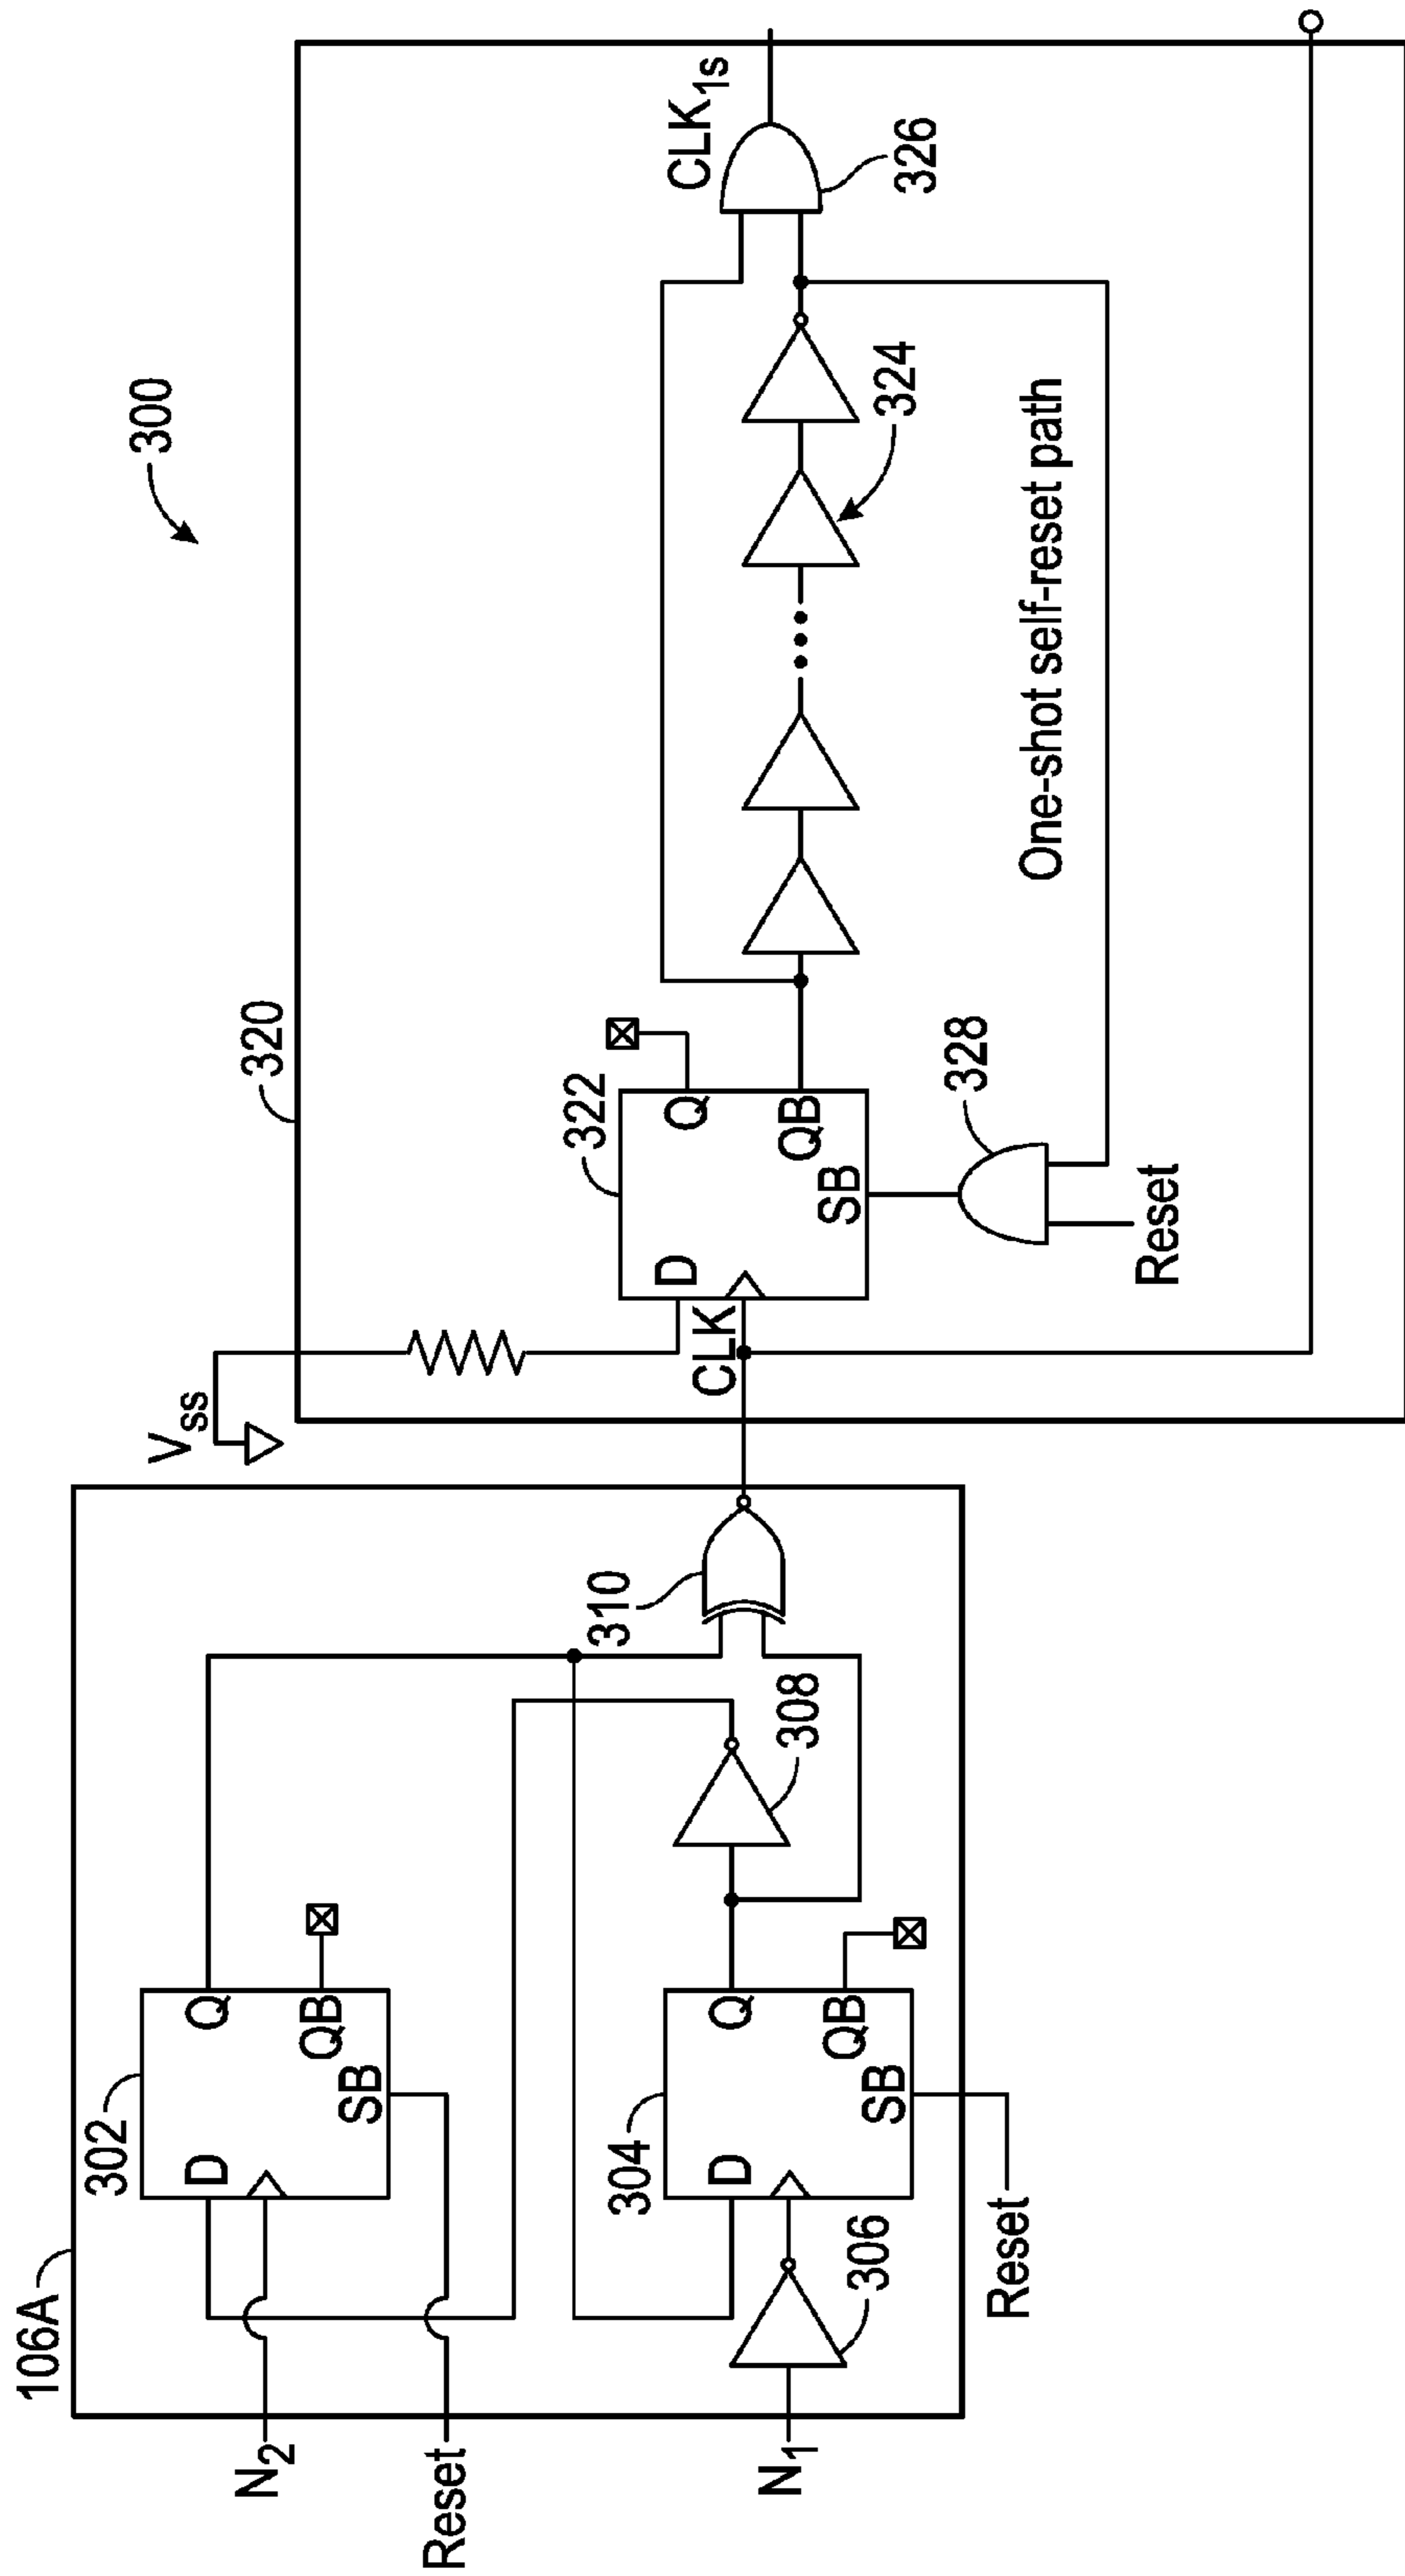 300
106A
302
D
Q
QB
SB
N2
Reset
304
D
Q
QB
SB
306
N1
Reset
308
310
Vss
320
322
D
CLK
Q
QB
SB
324
326
CLK1s
328
Reset
One-shot self-reset path